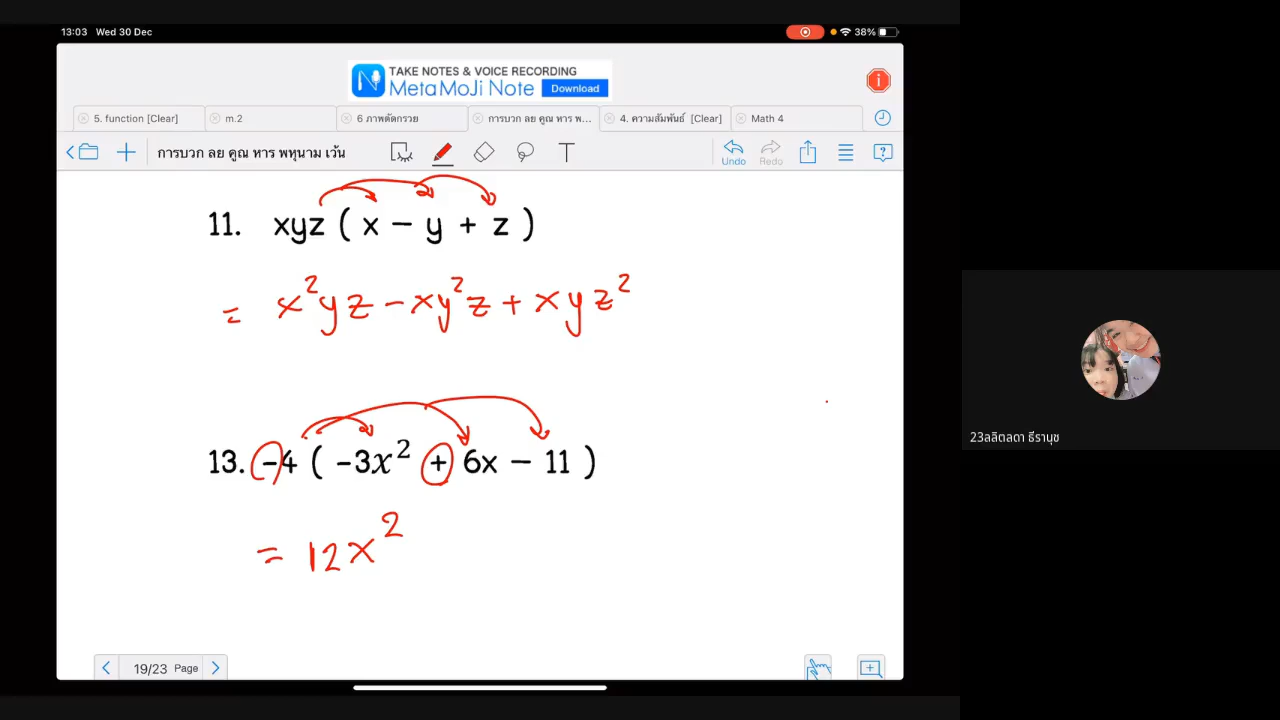 13:03 Wed 30 Dec 38%
TAKE NOTES & VOICE RECORDING
MetaMoJi Note Download
5. function [Clear] m.2 6 ภาพตัดกรวย การบวก ลย คูณ หาร พ... 4. ความสัมพันธ์ [Clear] Math 4
การบวก ลย คูณ หาร พหุนาม เว้น T Undo Redo
11. xyz ( x − y + z )
= x²yz − xy²z + xyz²
13. −4 ( −3x² + 6x − 11 )
= 12x²
23ลลิตลดา ธีรานุช
19/23 Page